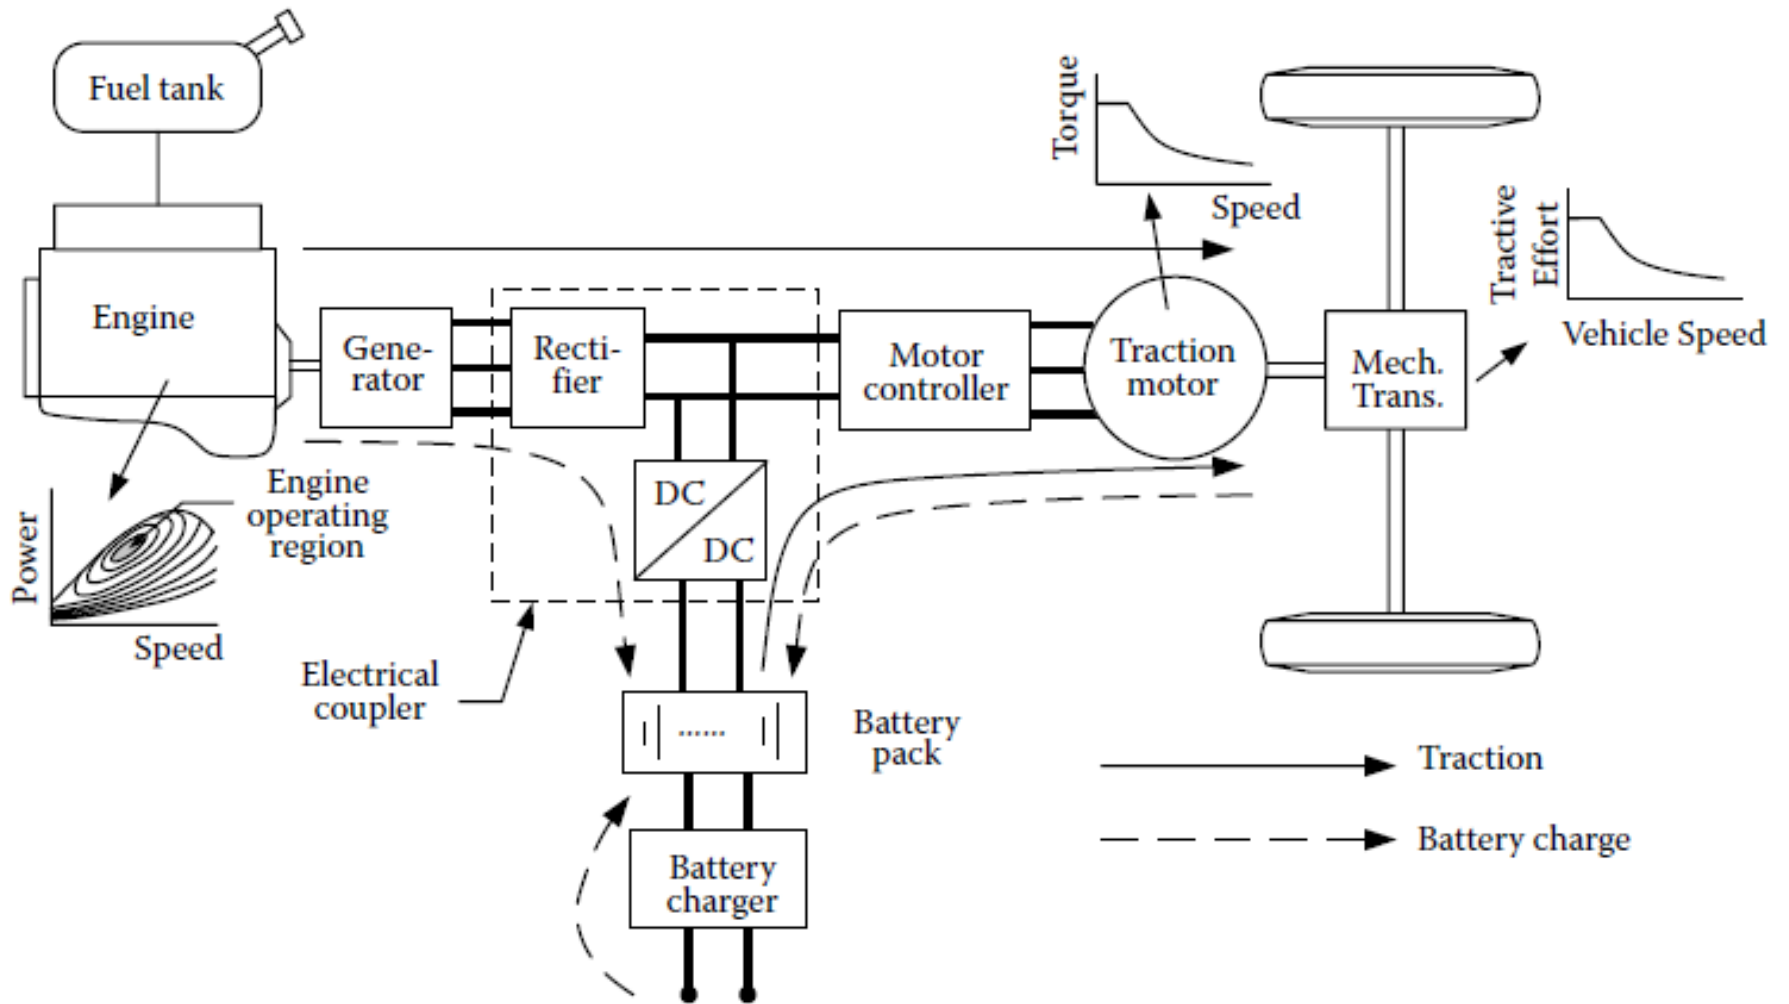 Fuel tank
Torque
Speed
Tractive
Effort
Vehicle Speed
Engine
Gene-
rator
Recti-
fier
Motor
controller
Traction
motor
Mech.
Trans.
DC
DC
Engine
operating
region
Power
Speed
Electrical
coupler
......
Battery
pack
Traction
Battery charge
Battery
charger